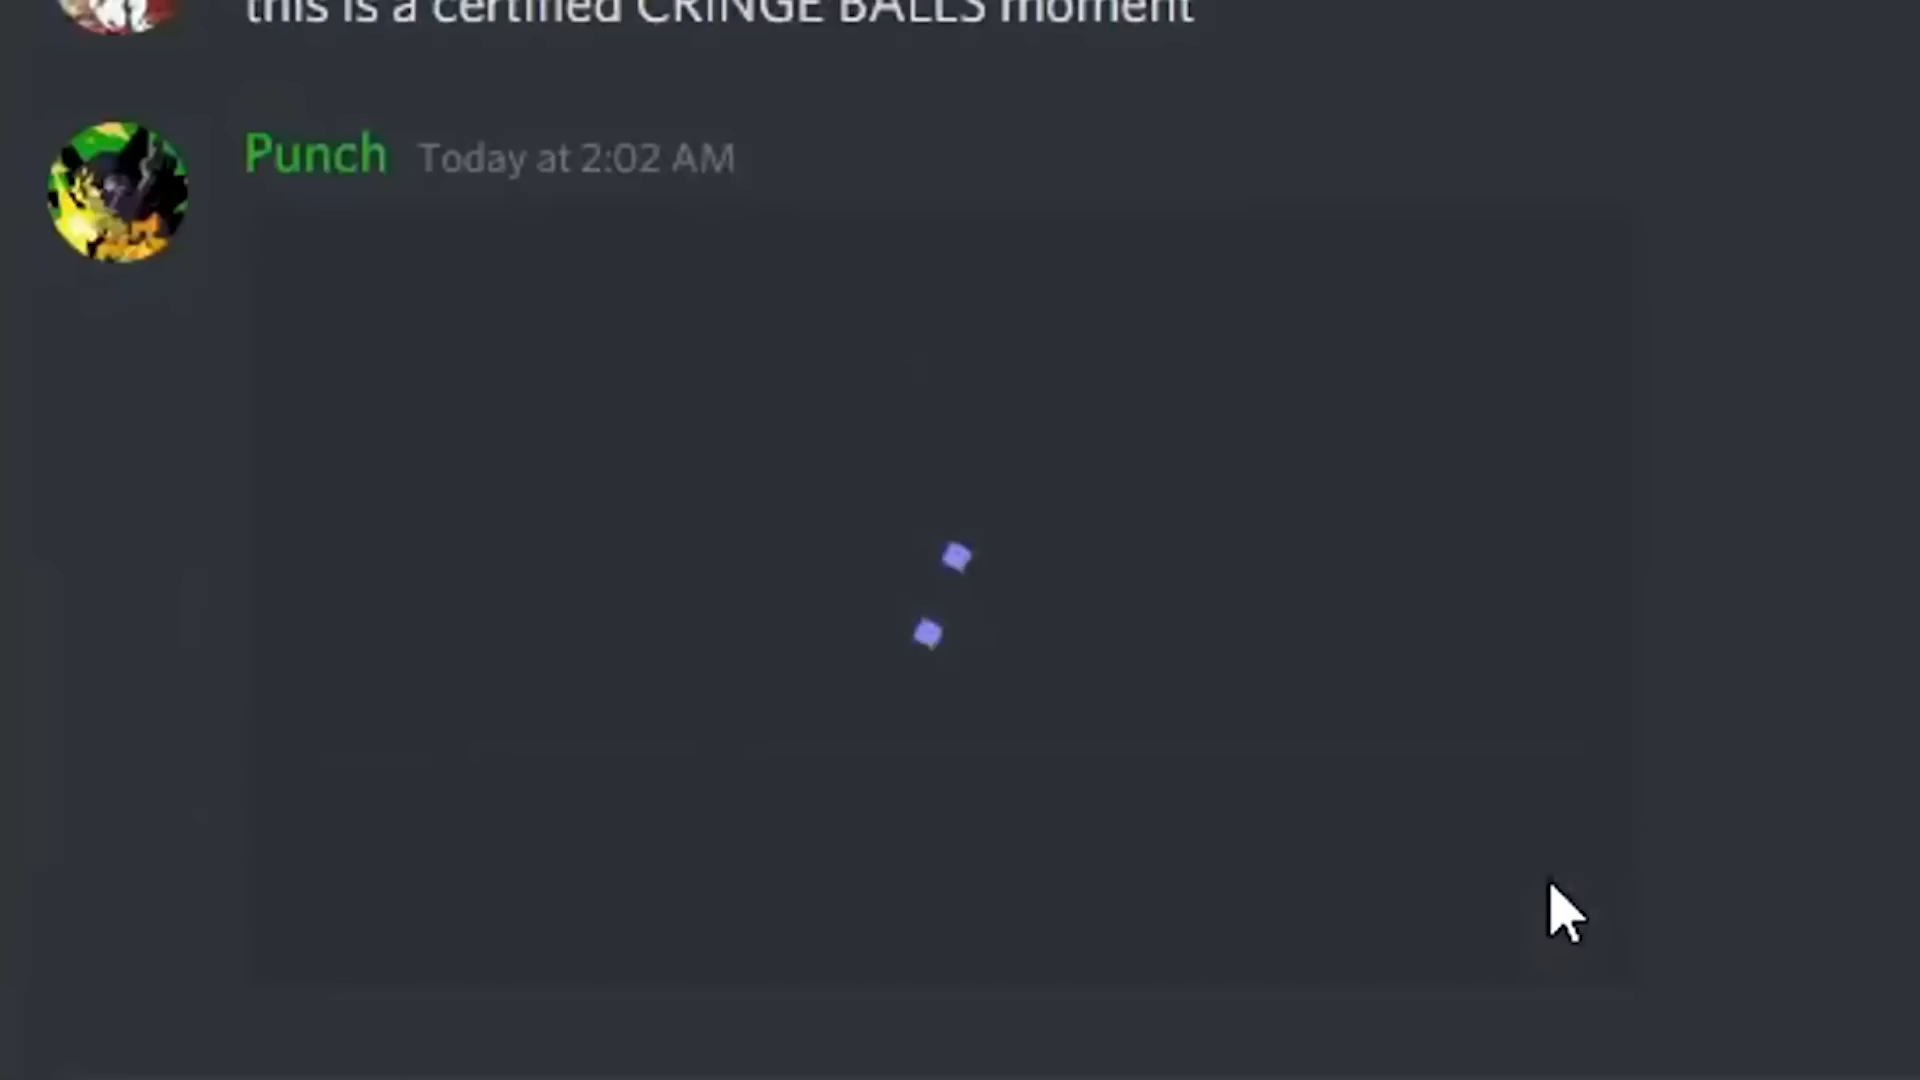 this is a certified CRINGE BALLS moment
Punch Today at 2:02 AM